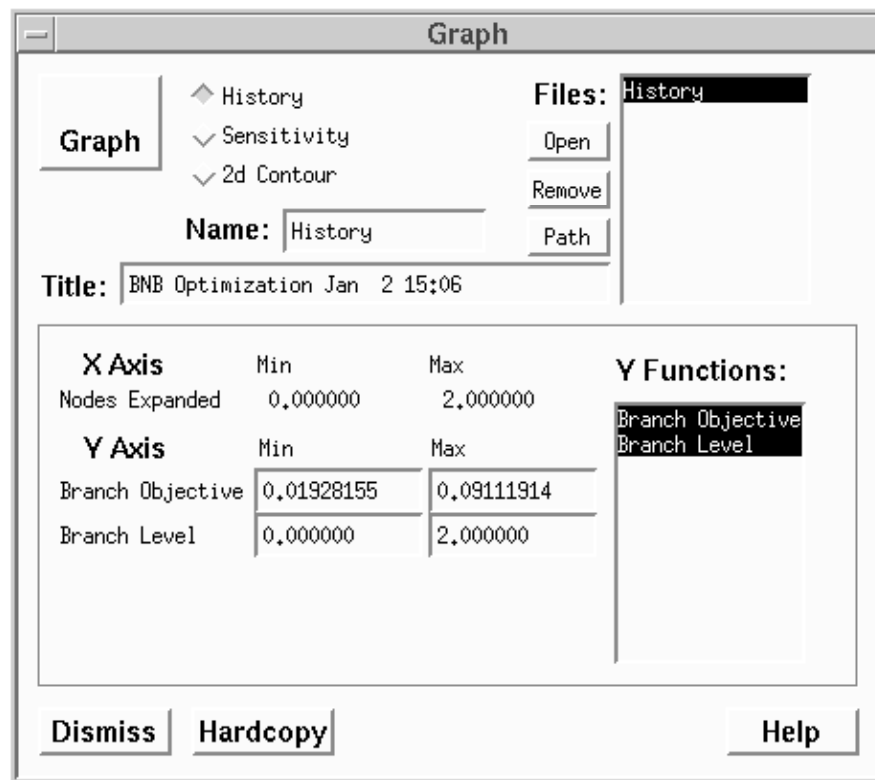 Graph
Graph
History
Sensitivity
2d Contour
Files:
History
Open
Remove
Path
Name: History
Title: BNB Optimization Jan  2 15:06
X Axis Min Max
Nodes Expanded 0.000000 2.000000
Y Axis Min Max
Branch Objective 0.01928155 0.09111914
Branch Level 0.000000 2.000000
Y Functions:
Branch Objective
Branch Level
Dismiss Hardcopy Help